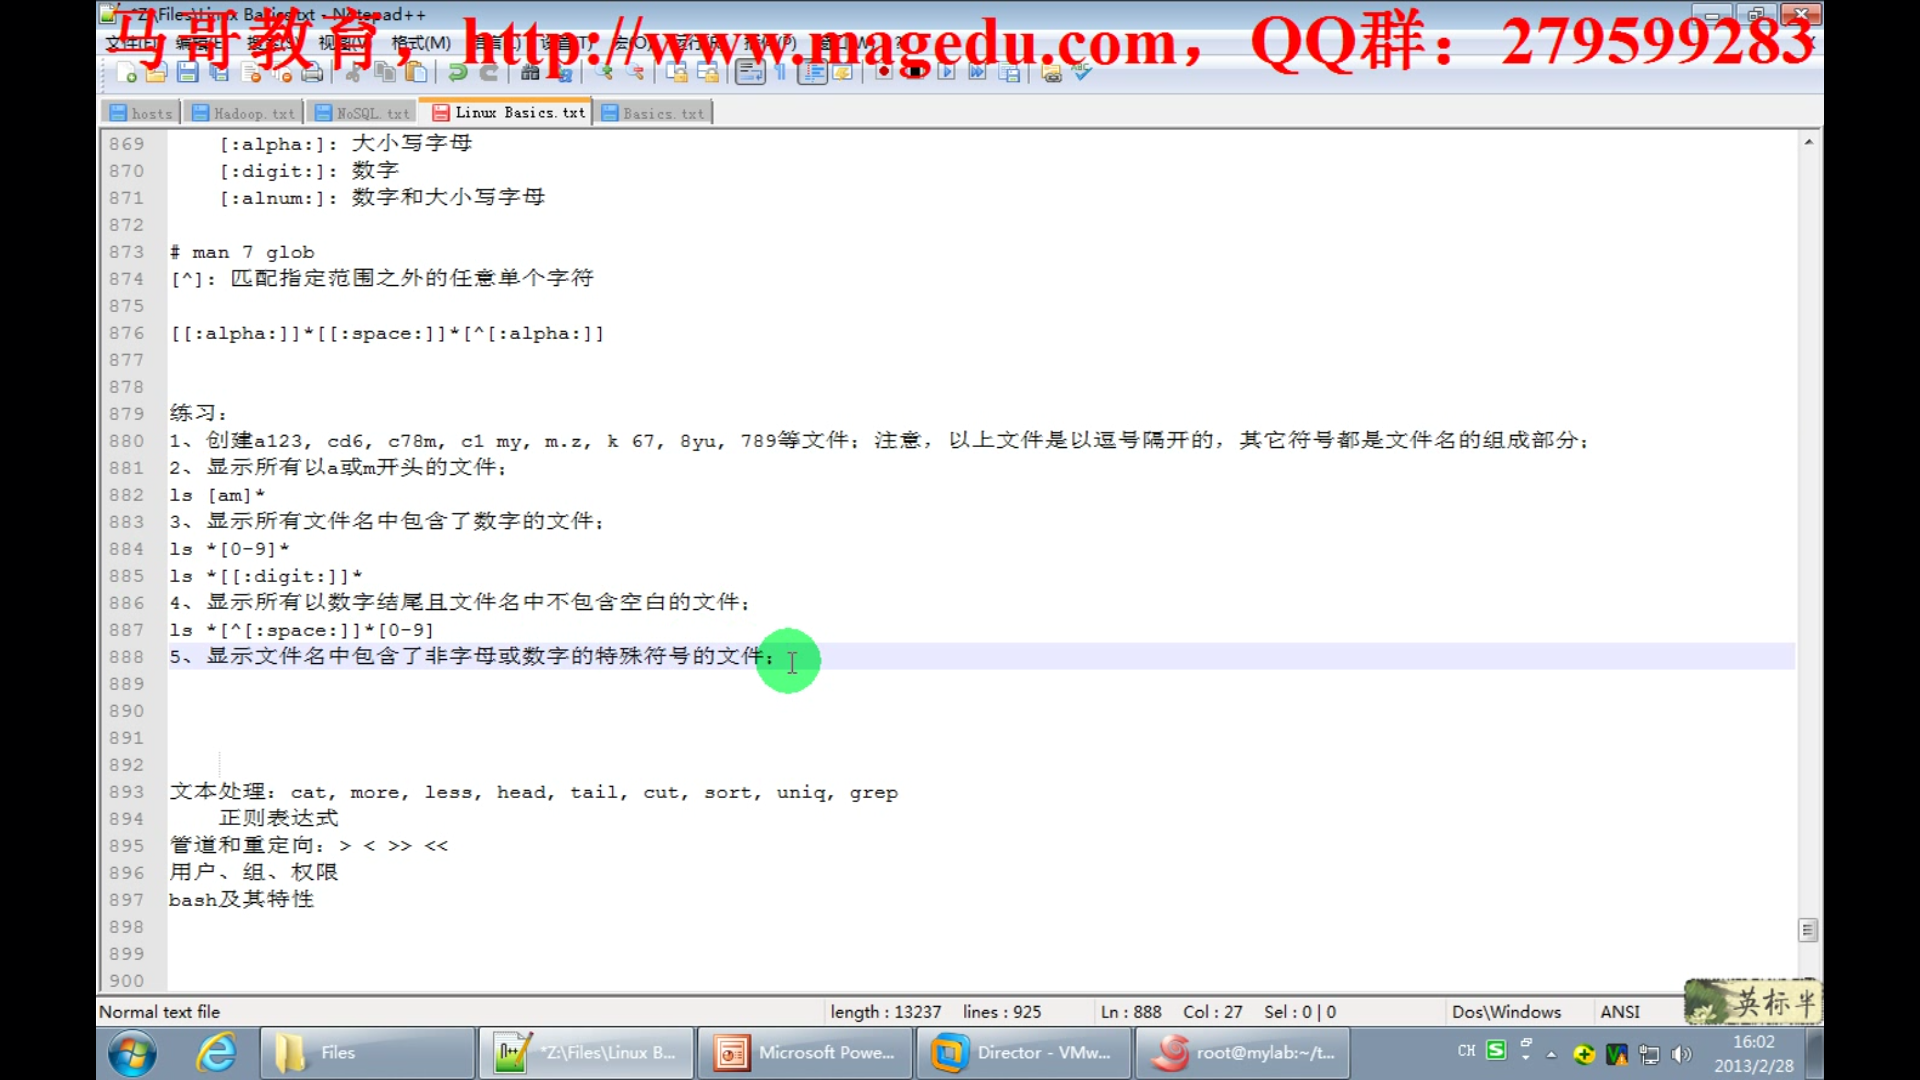 *Z:\Files\Linux Basics.txt - Notepad++
马哥教育，http://www.magedu.com，QQ群：279599283
hosts Hadoop.txt NoSQL.txt Linux Basics.txt Basics.txt
869 [:alpha:]: 大小写字母
870 [:digit:]: 数字
871 [:alnum:]: 数字和大小写字母
872
873 # man 7 glob
874 [^]: 匹配指定范围之外的任意单个字符
875
876 [[:alpha:]]*[[:space:]]*[^[:alpha:]]
877
878
879 练习：
880 1、创建a123, cd6, c78m, c1 my, m.z, k 67, 8yu, 789等文件；注意，以上文件是以逗号隔开的，其它符号都是文件名的组成部分；
881 2、显示所有以a或m开头的文件；
882 ls [am]*
883 3、显示所有文件名中包含了数字的文件；
884 ls *[0-9]*
885 ls *[[:digit:]]*
886 4、显示所有以数字结尾且文件名中不包含空白的文件；
887 ls *[^[:space:]]*[0-9]
888 5、显示文件名中包含了非字母或数字的特殊符号的文件；
889
890
891
892
893 文本处理：cat, more, less, head, tail, cut, sort, uniq, grep
894 正则表达式
895 管道和重定向：> < >> <<
896 用户、组、权限
897 bash及其特性
898
899
900
Normal text file length : 13237 lines : 925 Ln : 888 Col : 27 Sel : 0 | 0 Dos\Windows ANSI
英标半
Files *Z:\Files\Linux B... Microsoft Powe... Director - VMw... root@mylab:~/t... CH 16:02
2013/2/28